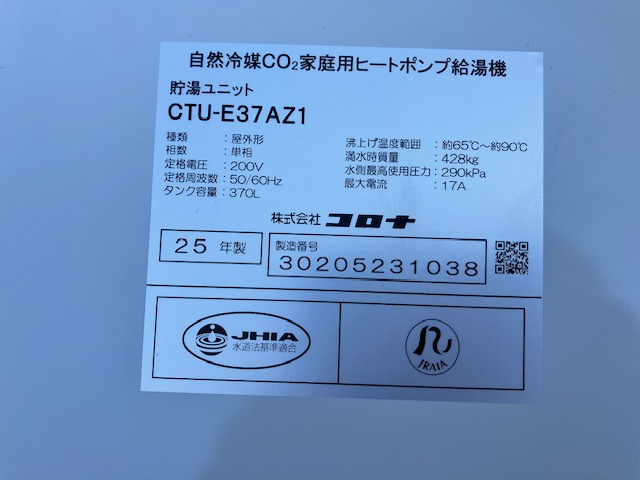 自然冷媒CO₂家庭用ヒートポンプ給湯機
貯湯ユニット
CTU-E37AZ1
種類 : 屋外形
相数 : 単相
定格電圧 : 200V
定格周波数 : 50/60Hz
タンク容量 : 370L
沸上げ温度範囲 : 約65℃～約90℃
満水時質量 : 428kg
水側最高使用圧力 : 290kPa
最大電流 : 17A
株式会社 コロナ
25 年製
製造番号
30205231038
JHIA
水道法基準適合
JRAIA